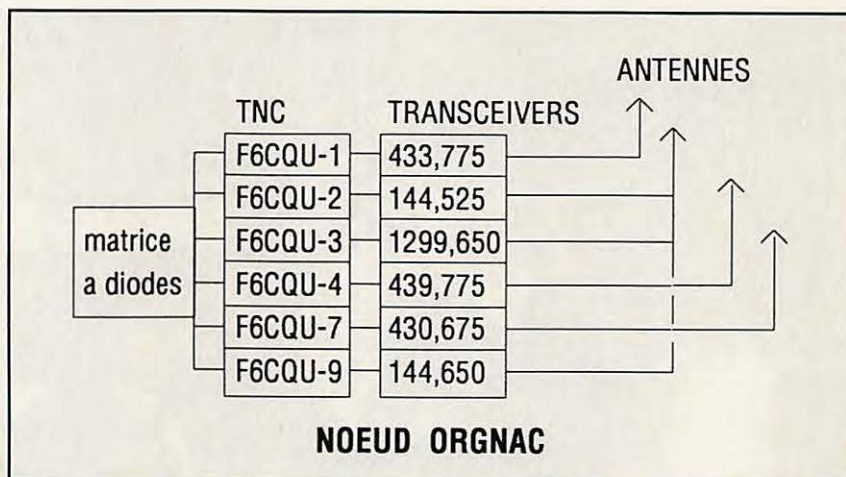 ANTENNES
TNC TRANSCEIVERS
F6CQU-1 433,775
F6CQU-2 144,525
matrice F6CQU-3 1299,650
a diodes F6CQU-4 439,775
F6CQU-7 430,675
F6CQU-9 144,650
NOEUD ORGNAC